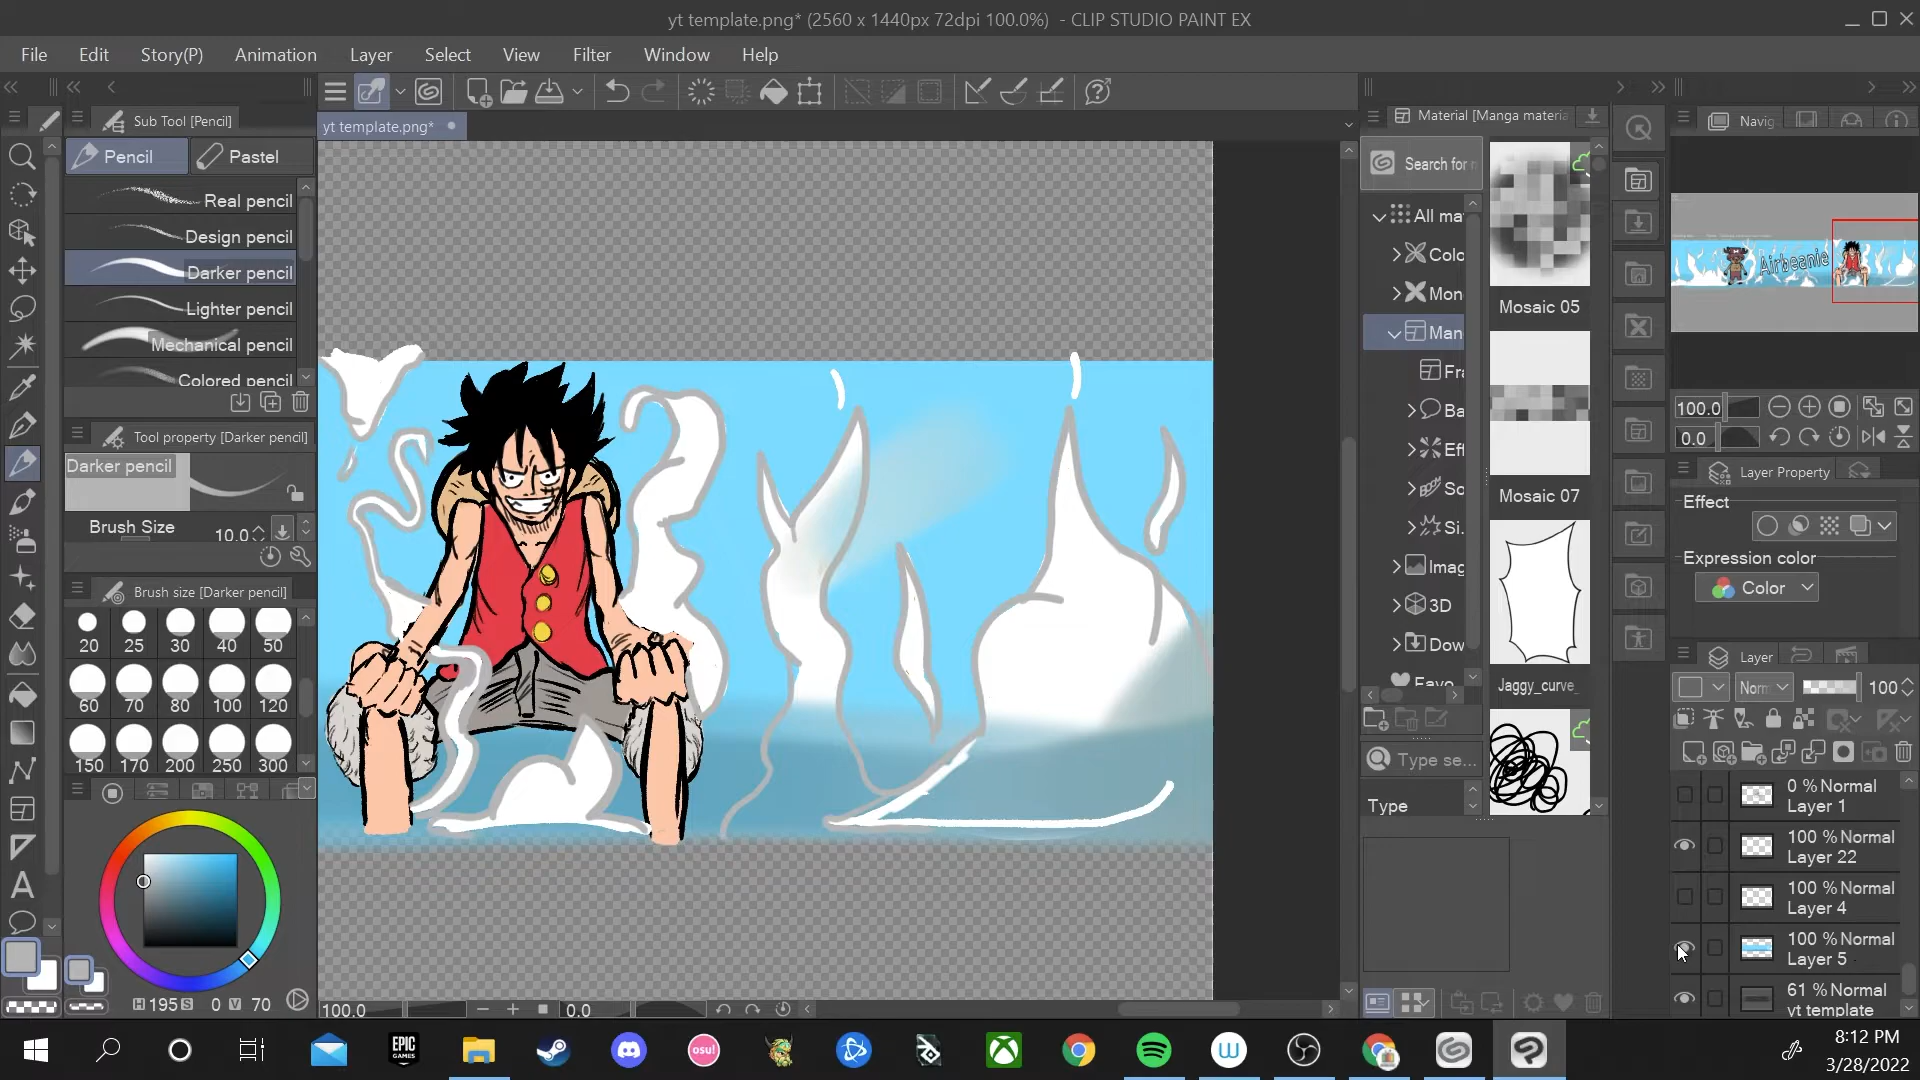 yt template.png* (2560 x 1440px 72dpi 100.0%)  - CLIP STUDIO PAINT EX
File Edit Story(P) Animation Layer Select View Filter Window Help
Sub Tool [Pencil]
Pencil Pastel
Real pencil
Design pencil
Darker pencil
Lighter pencil
Mechanical pencil
Colored pencil
Tool property [Darker pencil]
Darker pencil
Brush Size 10.0
Brush size [Darker pencil]
20 25 30 40 50
60 70 80 100 120
150 170 200 250 300
H 195 S 0 V 70
yt template.png*
100.0 0.0
Material [Manga materia
Search for
All ma
Colo
Mon
Man
Fra
Ba
Eff
So
Si.
Imag
3D
Dow
Favo
Type se...
Type
Mosaic 05
Mosaic 07
Jaggy_curve_
Navig
Airbeanie
100.0
0.0
Layer Property
Effect
Expression color
Color
Layer
Norm 100
0 % Normal
Layer 1
100 % Normal
Layer 22
100 % Normal
Layer 4
100 % Normal
Layer 5
61 % Normal
yt template
EPIC
GAMES
osu!
W
8:12 PM
3/28/2022